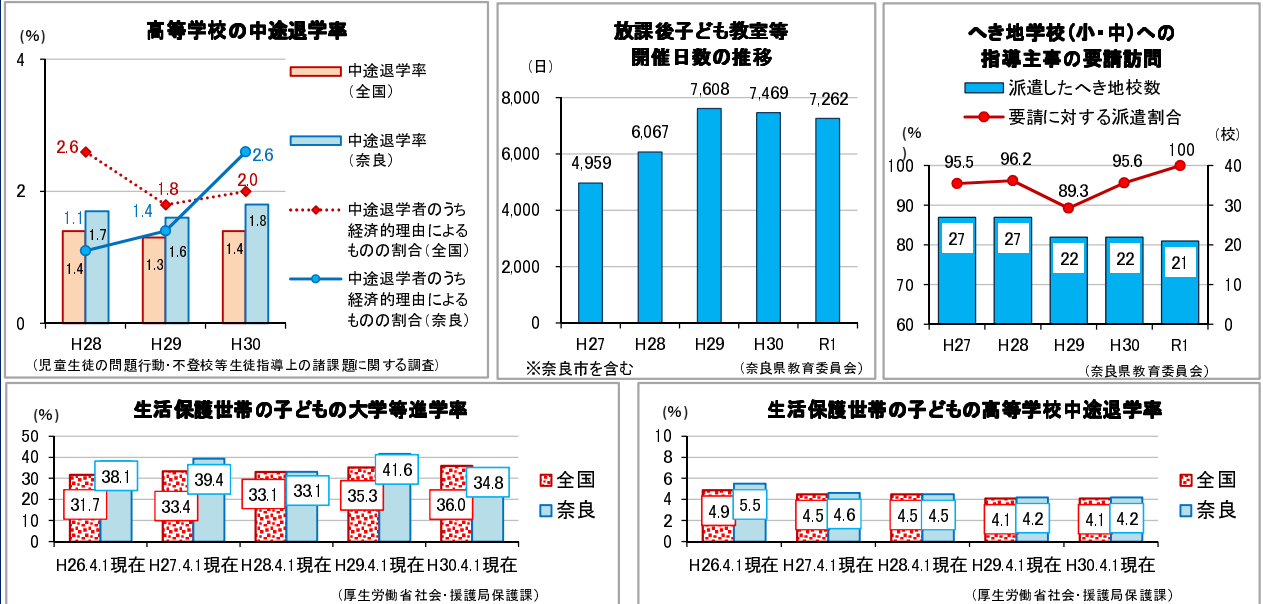 高等学校の中途退学率
(%)
4
2
0
2.6
1.8
2.0
2.6
1.1
1.4
1.7
1.4
1.6
1.3
1.8
1.4
H28
H29
H30
中途退学率
(全国)
中途退学率
(奈良)
中途退学者のうち
経済的理由による
ものの割合(全国)
中途退学者のうち
経済的理由による
ものの割合(奈良)
(児童生徒の問題行動・不登校等生徒指導上の諸課題に関する調査)
放課後子ども教室等
開催日数の推移
(日)
8,000
6,000
4,000
2,000
0
4,959
6,067
7,608
7,469
7,262
H27
H28
H29
H30
R1
※奈良市を含む
(奈良県教育委員会)
へき地学校(小・中)への
指導主事の要請訪問
派遣したへき地校数
要請に対する派遣割合
(%
)
(校)
100
90
80
70
60
40
30
20
10
0
95.5
96.2
89.3
95.6
100
27
27
22
22
21
H27
H28
H29
H30
R1
(奈良県教育委員会)
生活保護世帯の子どもの大学等進学率
(%)
50
40
30
20
10
0
31.7
38.1
33.4
39.4
33.1
33.1
35.3
41.6
36.0
34.8
H26.4.1現在
H27.4.1現在
H28.4.1現在
H29.4.1現在
H30.4.1現在
全国
奈良
(厚生労働省社会・援護局保護課)
生活保護世帯の子どもの高等学校中途退学率
(%)
10
8
6
4
2
0
4.9
5.5
4.5
4.6
4.5
4.5
4.1
4.2
4.1
4.2
H26.4.1現在
H27.4.1現在
H28.4.1現在
H29.4.1現在
H30.4.1現在
全国
奈良
(厚生労働省社会・援護局保護課)